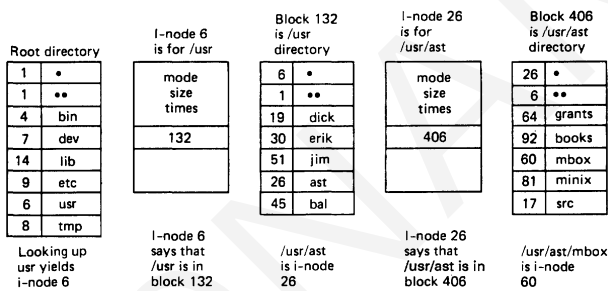 Root directory
1 •
1 ••
4 bin
7 dev
14 lib
9 etc
6 usr
8 tmp
Looking up
usr yields
i-node 6
I-node 6
is for /usr
mode
size
times
132
I-node 6
says that
/usr is in
block 132
Block 132
is /usr
directory
6 •
1 ••
19 dick
30 erik
51 jim
26 ast
45 bal
/usr/ast
is i-node
26
I-node 26
is for
/usr/ast
mode
size
times
406
I-node 26
says that
/usr/ast is in
block 406
Block 406
is /usr/ast
directory
26 •
6 ••
64 grants
92 books
60 mbox
81 minix
17 src
/usr/ast/mbox
is i-node
60